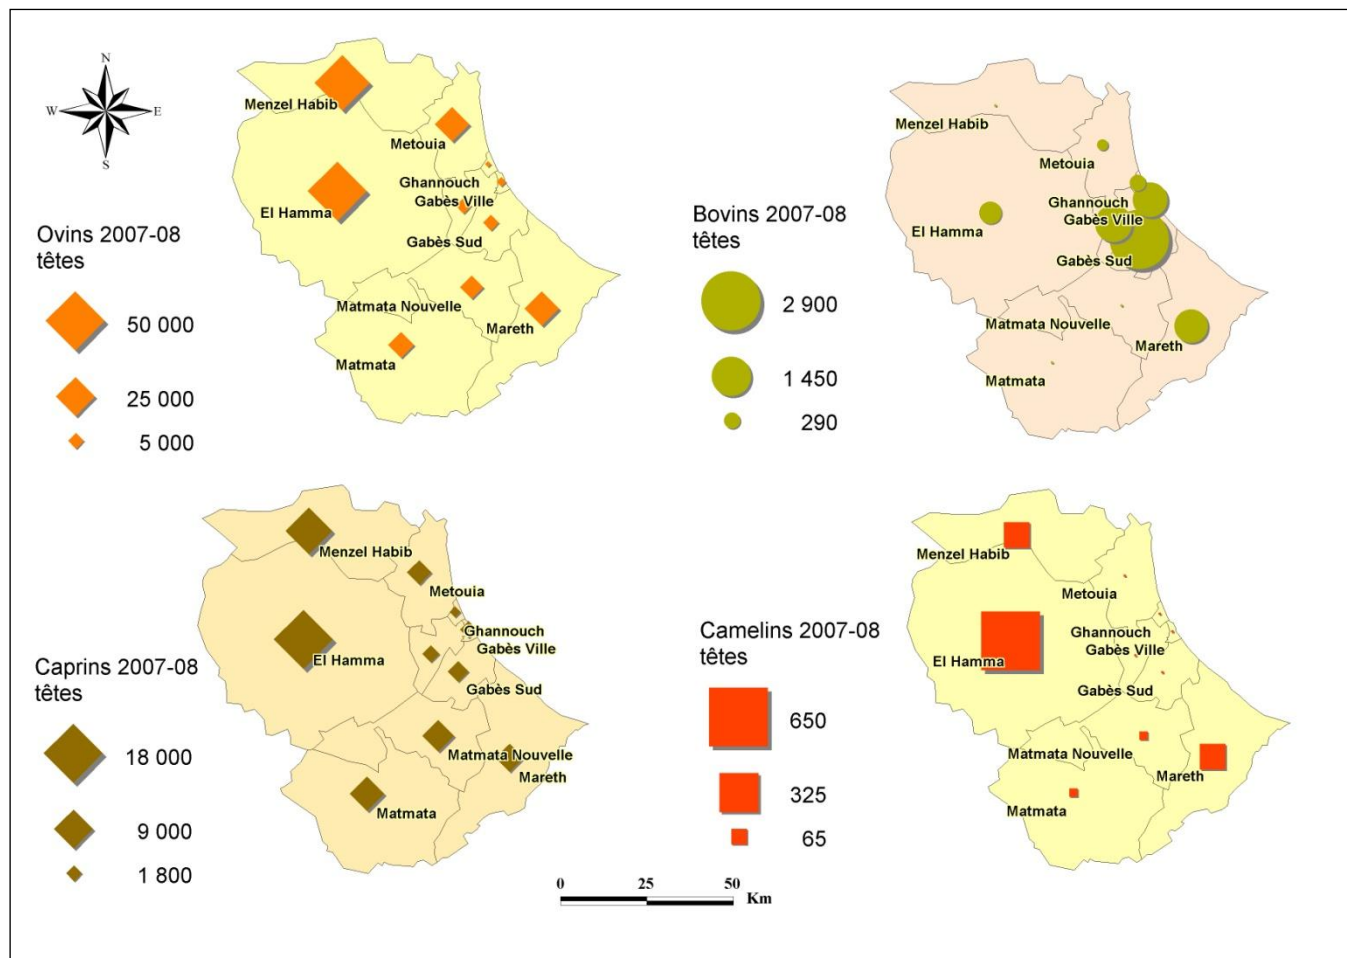 N
W
E
S
Menzel Habib
Metouia
Ghannouch
Gabès Ville
El Hamma
Gabès Sud
Matmata Nouvelle
Mareth
Matmata
Ovins 2007-08
têtes
50 000
25 000
5 000
Menzel Habib
Metouia
Ghannouch
Gabès Ville
El Hamma
Gabès Sud
Matmata Nouvelle
Mareth
Matmata
Bovins 2007-08
têtes
2 900
1 450
290
Menzel Habib
Metouia
Ghannouch
Gabès Ville
El Hamma
Gabès Sud
Matmata Nouvelle
Mareth
Matmata
Caprins 2007-08
têtes
18 000
9 000
1 800
Menzel Habib
Metouia
Ghannouch
Gabès Ville
El Hamma
Gabès Sud
Matmata Nouvelle
Mareth
Matmata
Camelins 2007-08
têtes
650
325
65
0 25 50
Km